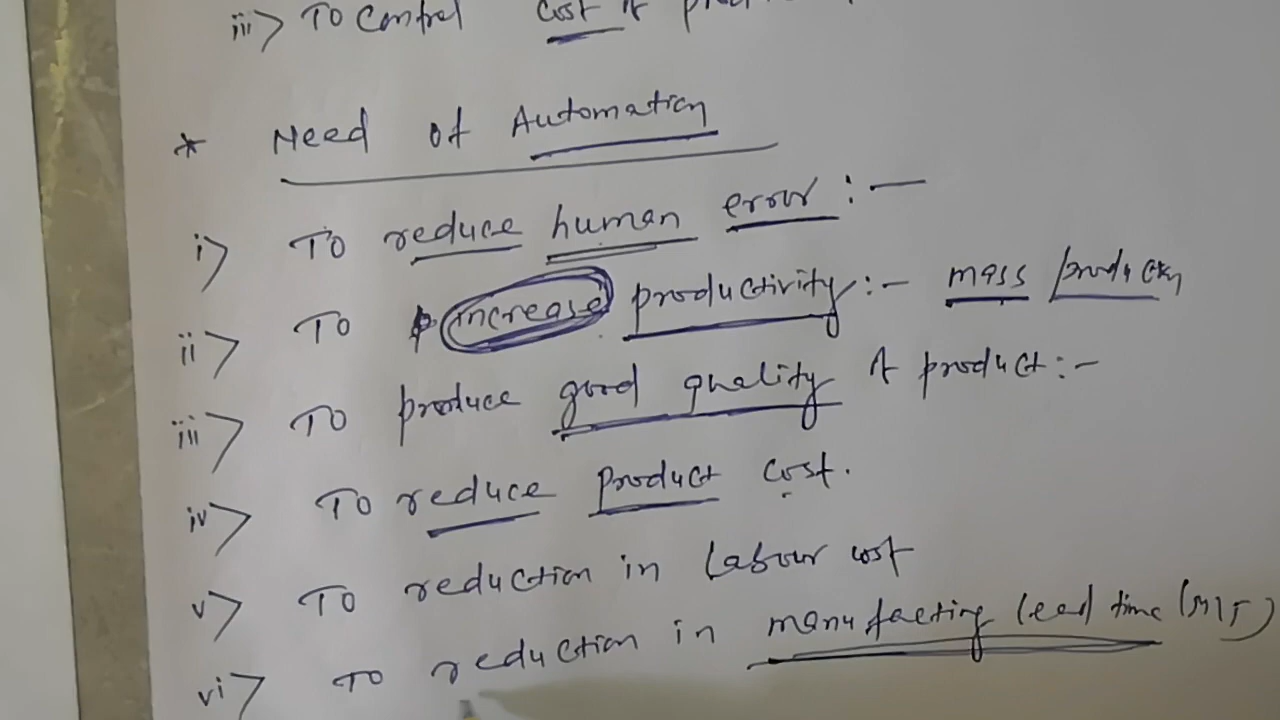 iii> To control cost of
* Need of Automation
i> To reduce human error :-
ii> To increase productivity :- mass production
iii> To produce good quality of product :-
iv> To reduce product cost.
v> To reduction in Labour cost
vi> To reduction in manufacting lead time (MLT)